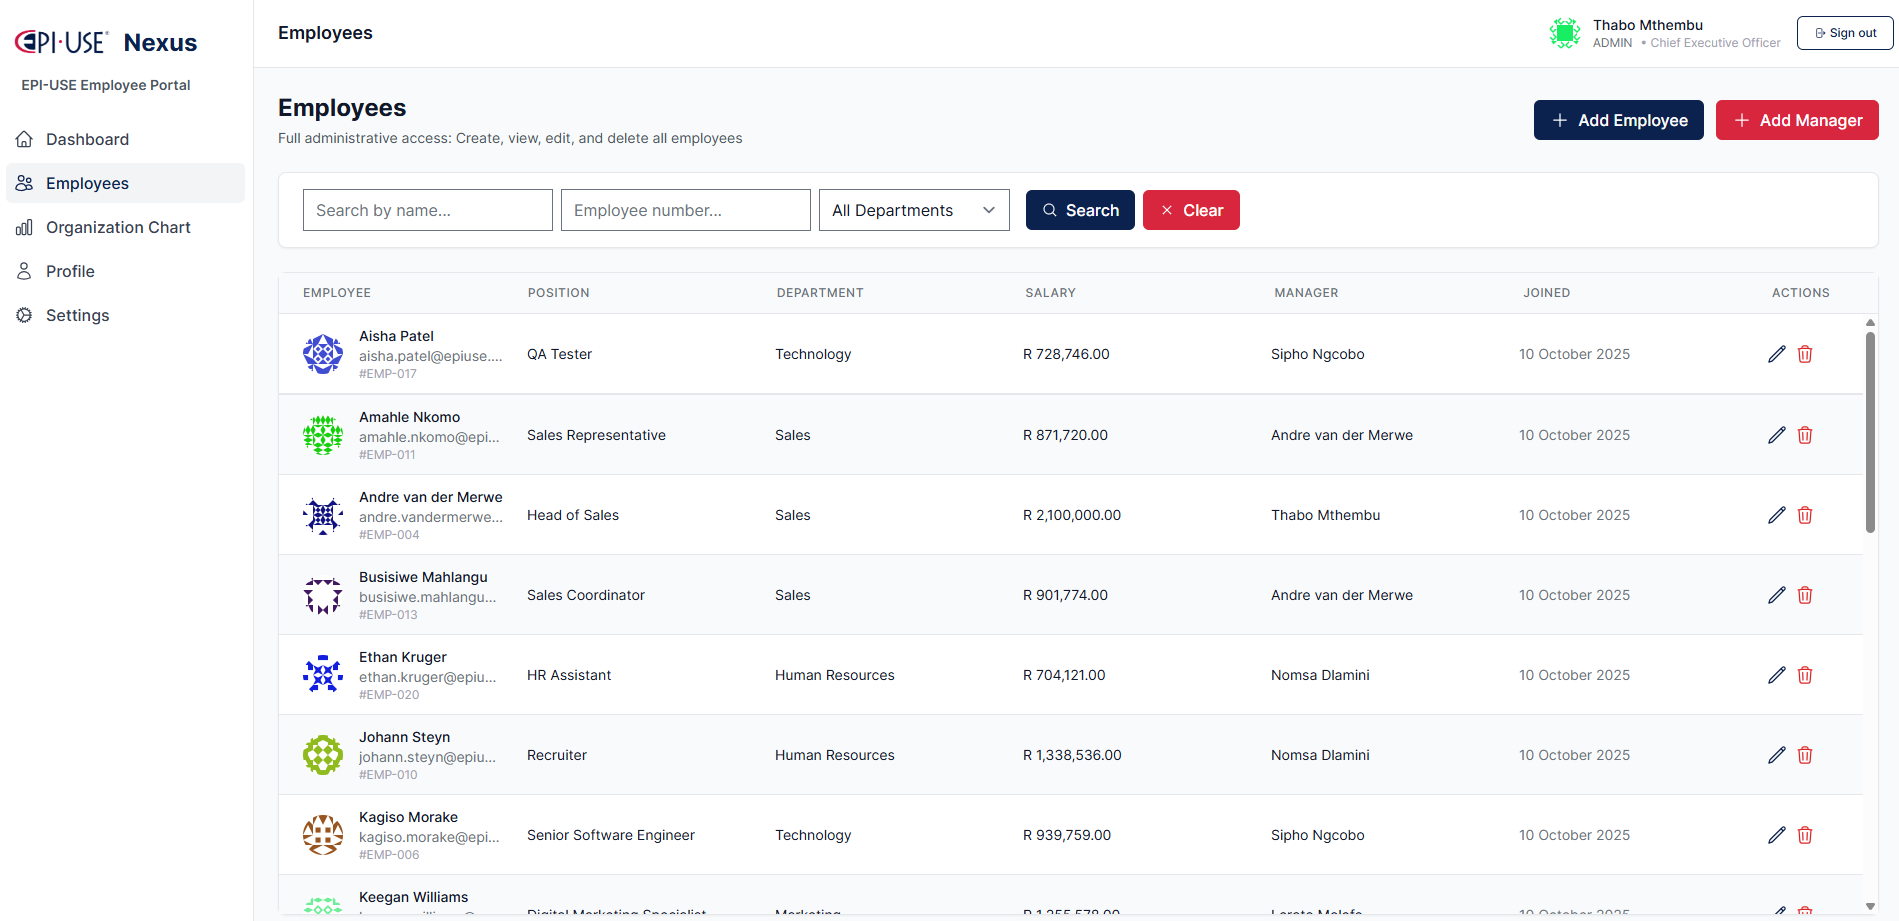 EPI·USE® Nexus
EPI-USE Employee Portal
Dashboard
Employees
Organization Chart
Profile
Settings
Employees
Thabo Mthembu
ADMIN • Chief Executive Officer
Sign out
Employees
Full administrative access: Create, view, edit, and delete all employees
Add Employee
Add Manager
Search by name...
Employee number...
All Departments
Search
Clear
EMPLOYEE POSITION DEPARTMENT SALARY MANAGER JOINED ACTIONS
Aisha Patel
aisha.patel@epiuse....
#EMP-017
QA Tester Technology R 728,746.00 Sipho Ngcobo 10 October 2025
Amahle Nkomo
amahle.nkomo@epi...
#EMP-011
Sales Representative Sales R 871,720.00 Andre van der Merwe 10 October 2025
Andre van der Merwe
andre.vandermerwe...
#EMP-004
Head of Sales Sales R 2,100,000.00 Thabo Mthembu 10 October 2025
Busisiwe Mahlangu
busisiwe.mahlangu...
#EMP-013
Sales Coordinator Sales R 901,774.00 Andre van der Merwe 10 October 2025
Ethan Kruger
ethan.kruger@epiu...
#EMP-020
HR Assistant Human Resources R 704,121.00 Nomsa Dlamini 10 October 2025
Johann Steyn
johann.steyn@epiu...
#EMP-010
Recruiter Human Resources R 1,338,536.00 Nomsa Dlamini 10 October 2025
Kagiso Morake
kagiso.morake@epi...
#EMP-006
Senior Software Engineer Technology R 939,759.00 Sipho Ngcobo 10 October 2025
Keegan Williams
Digital Marketing Specialist Marketing 10 October 2025